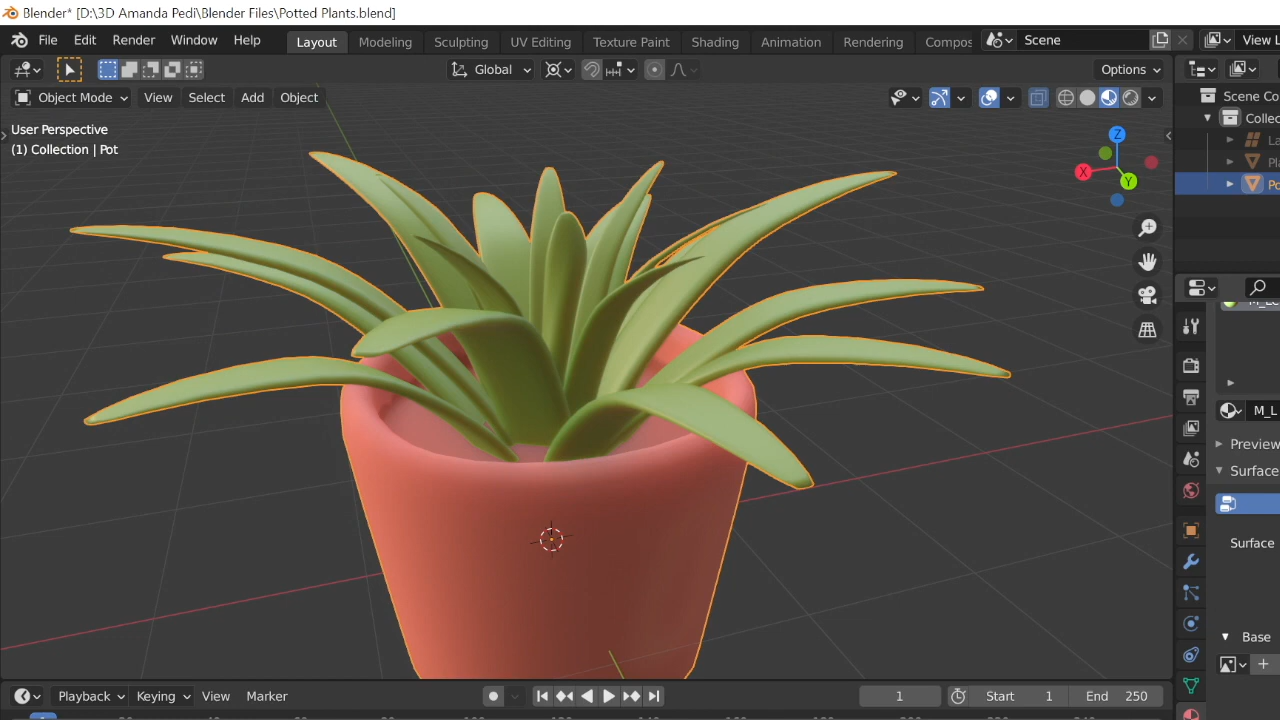 Blender* [D:\3D Amanda Pedi\Blender Files\Potted Plants.blend]
File Edit Render Window Help Layout Modeling Sculpting UV Editing Texture Paint Shading Animation Rendering Compos Scene View L
Global Options
Object Mode View Select Add Object
Scene Co
User Perspective
Collec
(1) Collection | Pot
La
Pl
Po
X Y Z
M_L
Preview
Surface
Surface
Base
Playback Keying View Marker 1 Start 1 End 250